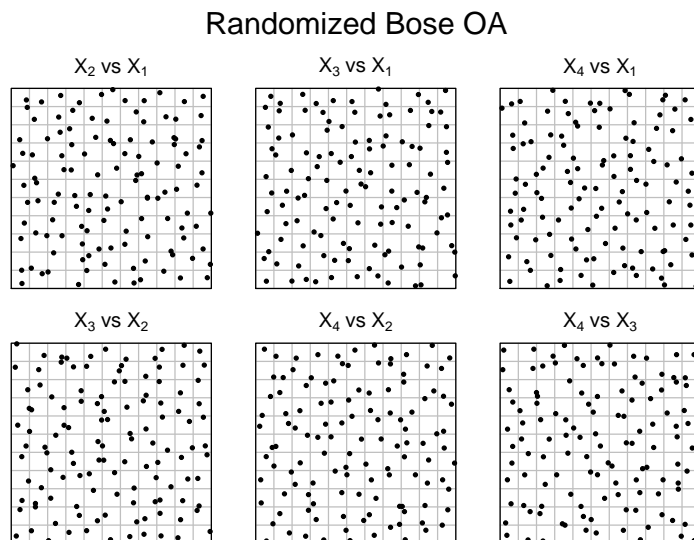 Randomized Bose OA
X₂ vs X₁
X₃ vs X₁
X₄ vs X₁
X₃ vs X₂
X₄ vs X₂
X₄ vs X₃